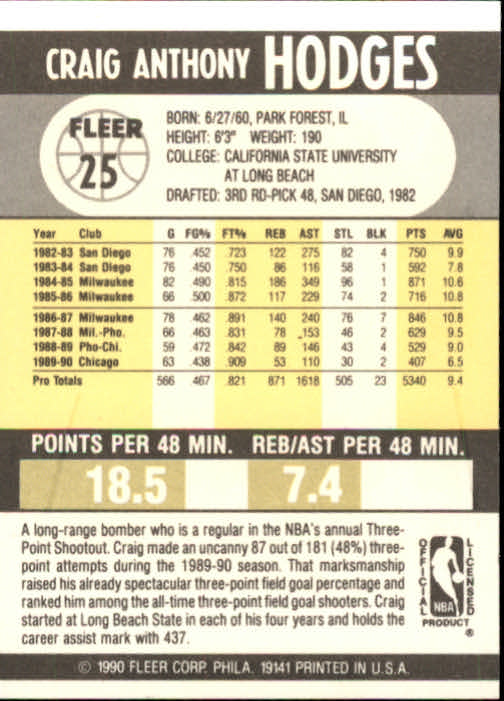 CRAIG ANTHONY HODGES
FLEER
25
BORN: 6/27/60, PARK FOREST, IL
HEIGHT: 6'3" WEIGHT: 190
COLLEGE: CALIFORNIA STATE UNIVERSITY
AT LONG BEACH
DRAFTED: 3RD RD-PICK 48, SAN DIEGO, 1982
Year Club G FG% FT% REB AST STL BLK PTS AVG
1982-83 San Diego 76 .452 .723 122 275 82 4 750 9.9
1983-84 San Diego 76 .450 .750 86 116 58 1 592 7.8
1984-85 Milwaukee 82 .490 .815 186 349 96 1 871 10.6
1985-86 Milwaukee 66 .500 .872 117 229 74 2 716 10.8
1986-87 Milwaukee 78 .462 .891 140 240 76 7 846 10.8
1987-88 Mil.-Pho. 66 .463 .831 78 .153 46 2 629 9.5
1988-89 Pho-Chi. 59 .472 .842 89 146 43 4 529 9.0
1989-90 Chicago 63 .438 .909 53 110 30 2 407 6.5
Pro Totals 566 .467 .821 871 1618 505 23 5340 9.4
POINTS PER 48 MIN. REB/AST PER 48 MIN.
18.5 7.4
A long-range bomber who is a regular in the NBA's annual Three-
Point Shootout. Craig made an uncanny 87 out of 181 (48%) three-
point attempts during the 1989-90 season. That marksmanship
raised his already spectacular three-point field goal percentage and
ranked him among the all-time three-point field goal shooters. Craig
started at Long Beach State in each of his four years and holds the
career assist mark with 437.
OFFICIAL LICENSED
NBA
PRODUCT
®
© 1990 FLEER CORP. PHILA. 19141 PRINTED IN U.S.A.